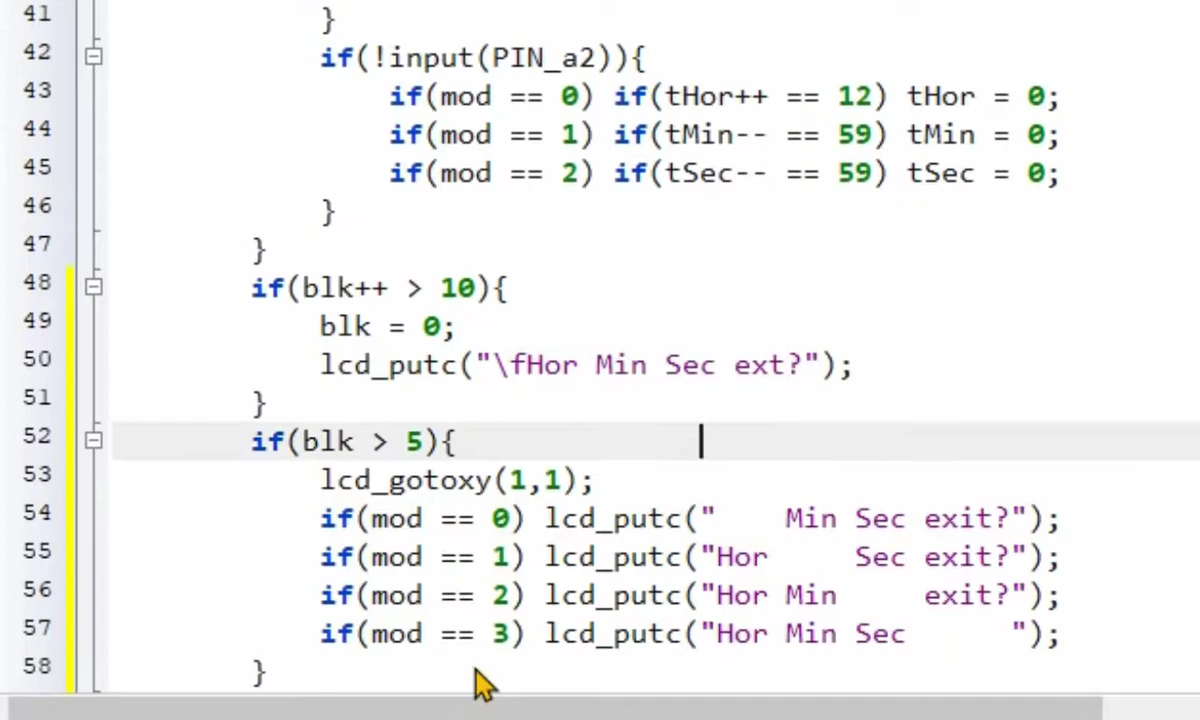 41 }
42 if(!input(PIN_a2)){
43 if(mod == 0) if(tHor++ == 12) tHor = 0;
44 if(mod == 1) if(tMin-- == 59) tMin = 0;
45 if(mod == 2) if(tSec-- == 59) tSec = 0;
46 }
47 }
48 if(blk++ > 10){
49 blk = 0;
50 lcd_putc("\fHor Min Sec ext?");
51 }
52 if(blk > 5){
53 lcd_gotoxy(1,1);
54 if(mod == 0) lcd_putc("    Min Sec exit?");
55 if(mod == 1) lcd_putc("Hor     Sec exit?");
56 if(mod == 2) lcd_putc("Hor Min     exit?");
57 if(mod == 3) lcd_putc("Hor Min Sec      ");
58 }